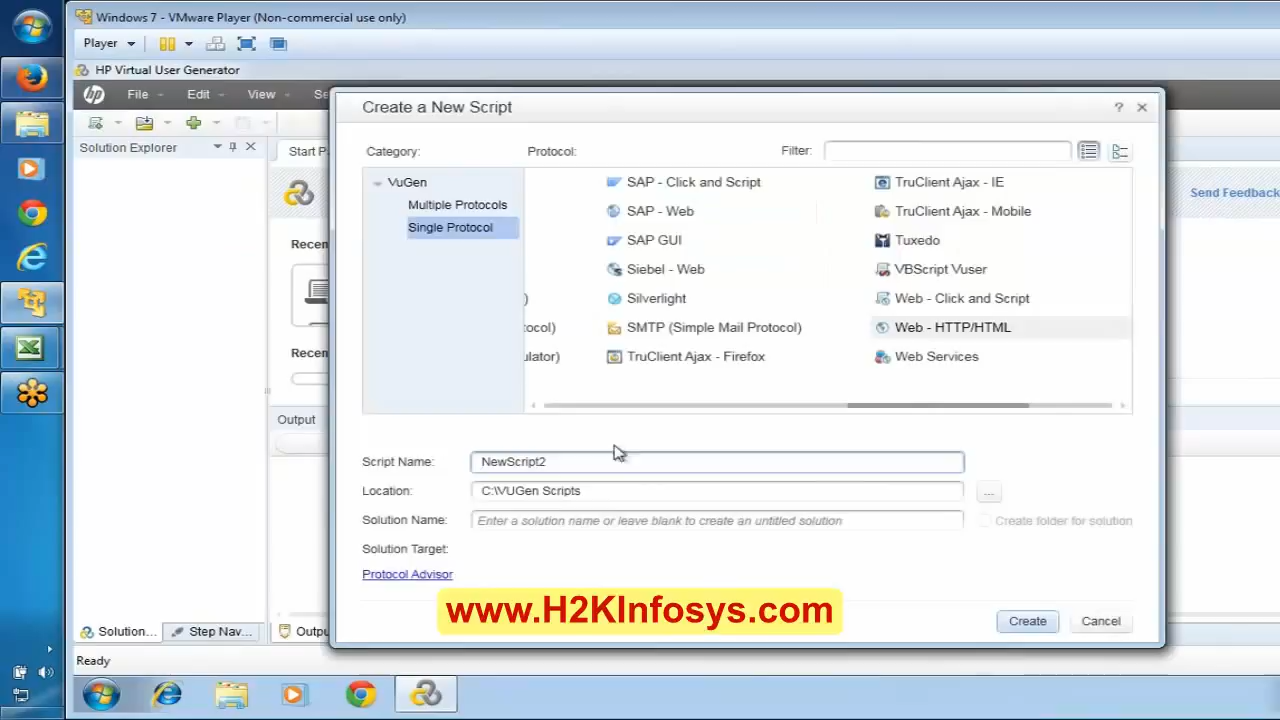 Windows 7 - VMware Player (Non-commercial use only)
Player
HP Virtual User Generator
hp File Edit View Se
Create a New Script
Solution Explorer
Start P
Category: Protocol: Filter:
VuGen
Multiple Protocols
Single Protocol
SAP - Click and Script
SAP - Web
SAP GUI
Siebel - Web
Silverlight
SMTP (Simple Mail Protocol)
TruClient Ajax - Firefox
)
ocol)
ulator)
TruClient Ajax - IE
TruClient Ajax - Mobile
Tuxedo
VBScript Vuser
Web - Click and Script
Web - HTTP/HTML
Web Services
Send Feedback
Recen
Recen
Output
Script Name: NewScript2
Location: C:\VUGen Scripts ...
Solution Name: Enter a solution name or leave blank to create an untitled solution Create folder for solution
Solution Target:
Protocol Advisor
www.H2KInfosys.com
Create Cancel
Solution... Step Nav... Outpu
Ready